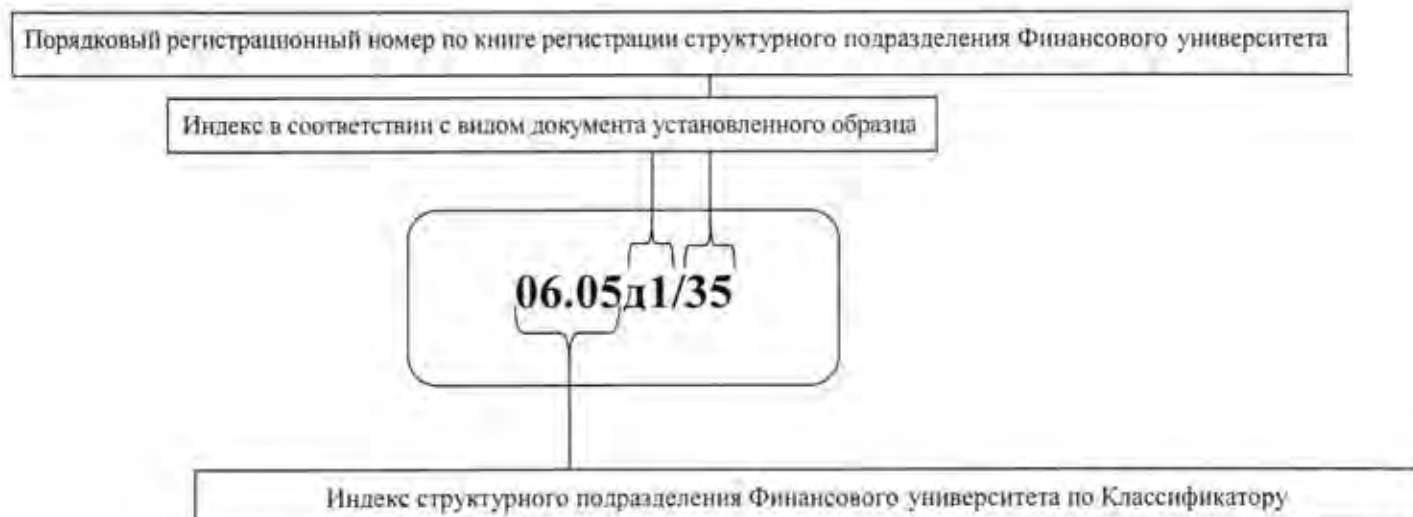 Порядковый регистрационный номер по книге регистрации структурного подразделения Финансового университета
Индекс в соответствии с видом документа установленного образца
06.05д1/35
Индекс структурного подразделения Финансового университета по Классификатору